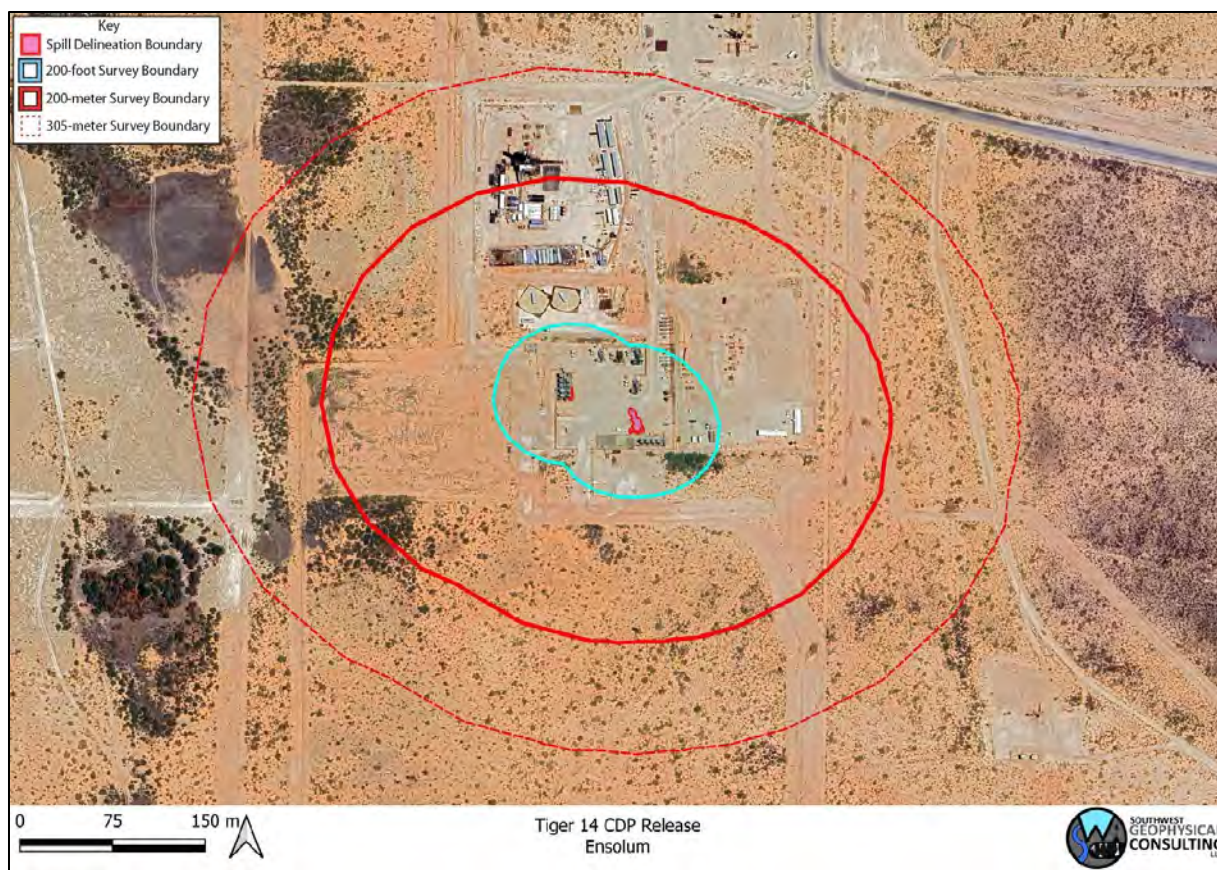 Key
Spill Delineation Boundary
200-foot Survey Boundary
200-meter Survey Boundary
305-meter Survey Boundary
0 75 150 m
Tiger 14 CDP Release
Ensolum
SOUTHWEST
GEOPHYSICAL
CONSULTING